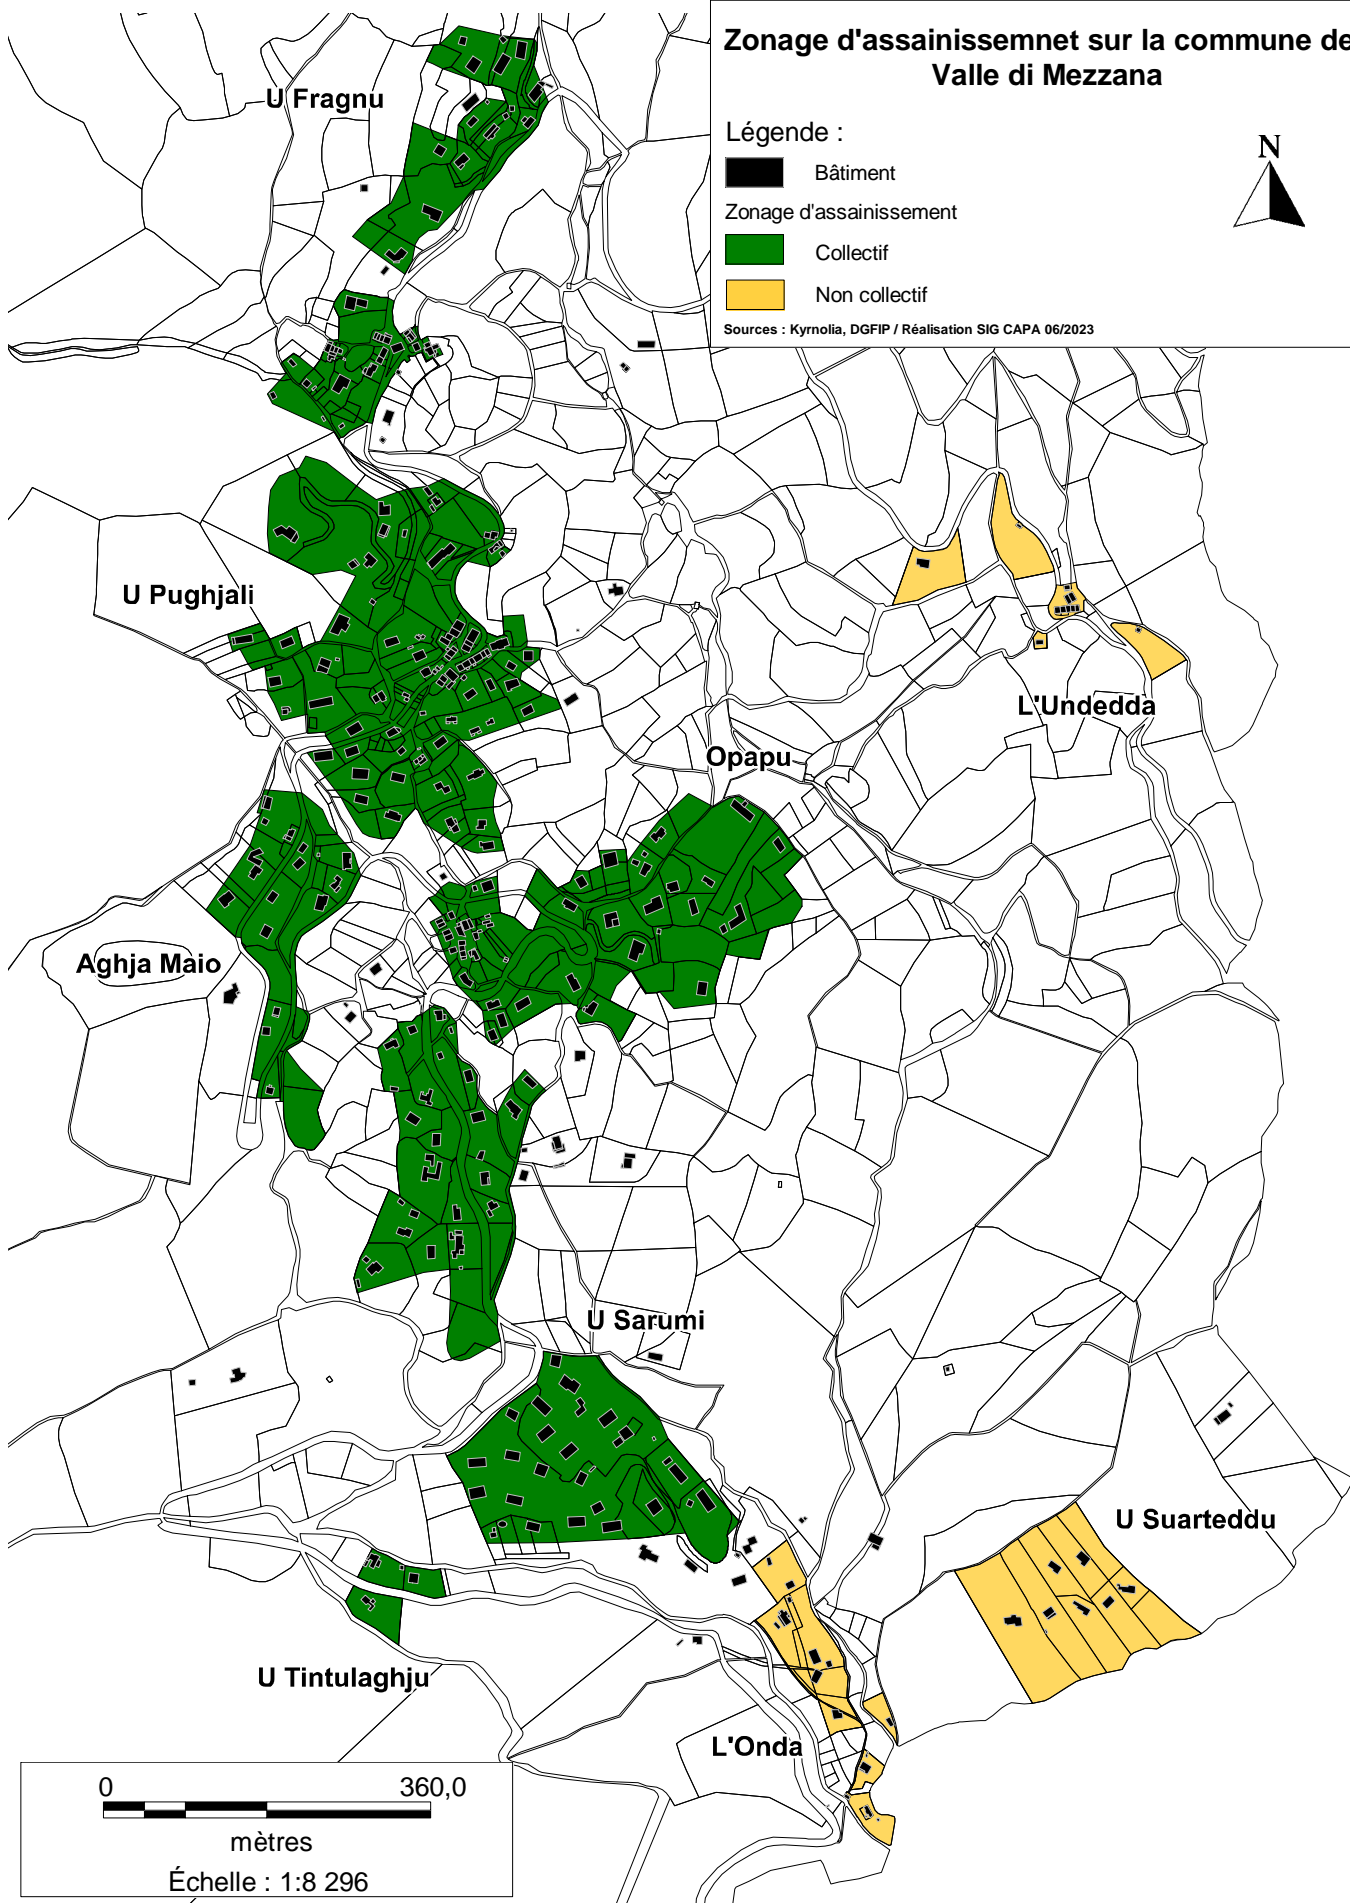 Zonage d'assainissemnet sur la commune de
Valle di Mezzana
Légende :
Bâtiment
Zonage d'assainissement
Collectif
Non collectif
Sources : Kyrnolia, DGFIP / Réalisation SIG CAPA 06/2023
N
U Fragnu
U Pughjali
L'Undedda
Opapu
Aghja Maio
U Sarumi
U Suarteddu
U Tintulaghju
L'Onda
0 360,0
mètres
Échelle : 1:8 296